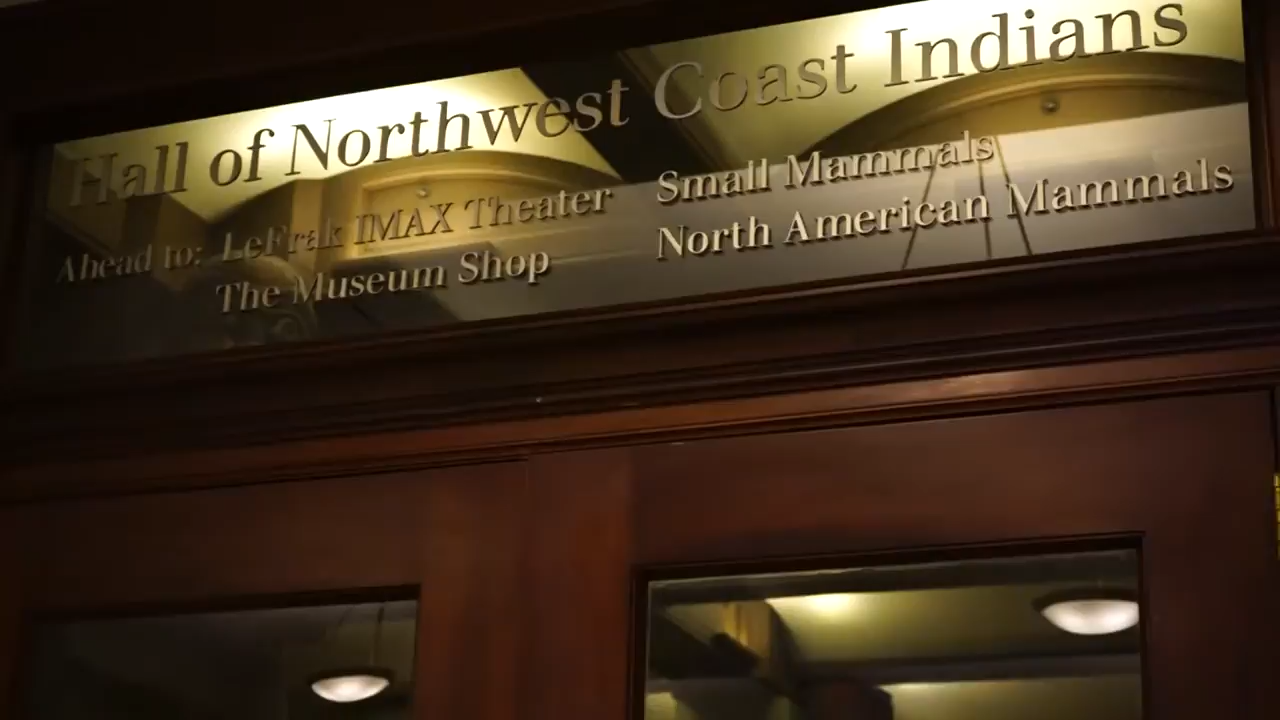 Hall of Northwest Coast Indians
Ahead to: LeFrak IMAX Theater
The Museum Shop
Small Mammals
North American Mammals